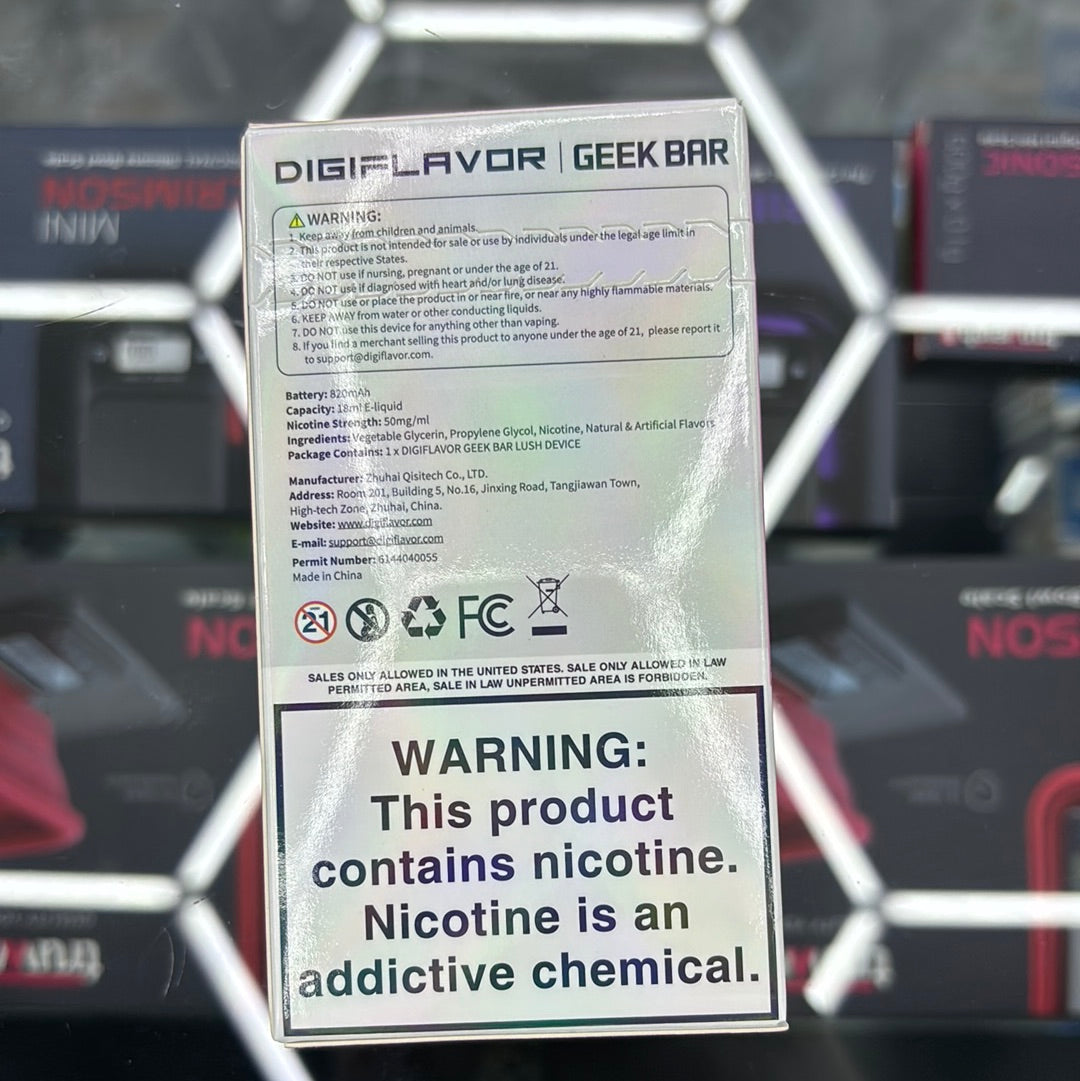 DIGIFLAVOR | GEEK BAR
WARNING:
1. Keep away from children and animals.
2. This product is not intended for sale or use by individuals under the legal age limit in
their respective States.
3. DO NOT use if nursing, pregnant or under the age of 21.
4. DO NOT use if diagnosed with heart and/or lung disease.
5. DO NOT use or place the product in or near fire, or near any highly flammable materials.
6. KEEP AWAY from water or other conducting liquids.
7. DO NOT use this device for anything other than vaping.
8. If you find a merchant selling this product to anyone under the age of 21, please report it
to support@digiflavor.com.
Battery: 820mAh
Capacity: 18ml E-liquid
Nicotine Strength: 50mg/ml
Ingredients: Vegetable Glycerin, Propylene Glycol, Nicotine, Natural & Artificial Flavors
Package Contains: 1 x DIGIFLAVOR GEEK BAR LUSH DEVICE
Manufacturer: Zhuhai Qisitech Co., LTD.
Address: Room 201, Building 5, No.16, Jinxing Road, Tangjiawan Town,
High-tech Zone, Zhuhai, China.
Website: www.digiflavor.com
E-mail: support@digiflavor.com
Permit Number: 6144040055
Made in China
21
FC
SALES ONLY ALLOWED IN THE UNITED STATES. SALE ONLY ALLOWED IN LAW
PERMITTED AREA, SALE IN LAW UNPERMITTED AREA IS FORBIDDEN.
WARNING:
This product
contains nicotine.
Nicotine is an
addictive chemical.
CRIMSON
MINI